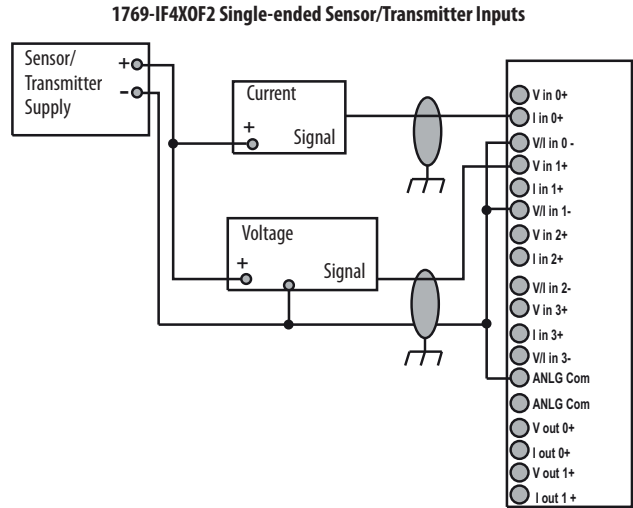 1769-IF4XOF2 Single-ended Sensor/Transmitter Inputs
Sensor/
Transmitter
Supply
+
-
Current
+
Signal
Voltage
+
Signal
V in 0+
I in 0+
V/I in 0 -
V in 1+
I in 1+
V/I in 1-
V in 2+
I in 2+
V/I in 2-
V in 3+
I in 3+
V/I in 3-
ANLG Com
ANLG Com
V out 0+
I out 0+
V out 1+
I out 1 +